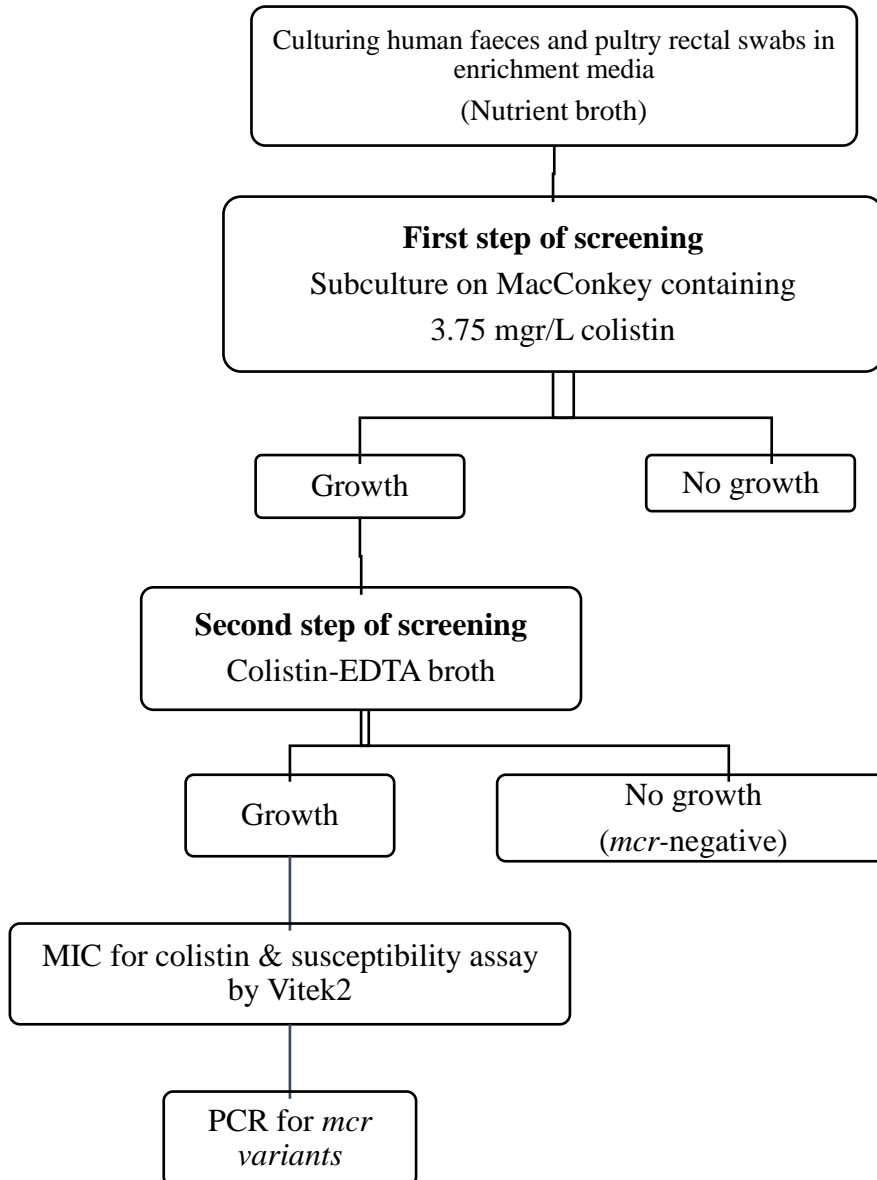 Culturing human faeces and pultry rectal swabs in
enrichment media
(Nutrient broth)
First step of screening
Subculture on MacConkey containing
3.75 mgr/L colistin
Growth
No growth
Second step of screening
Colistin-EDTA broth
Growth
No growth
(mcr-negative)
MIC for colistin & susceptibility assay
by Vitek2
PCR for mcr
variants